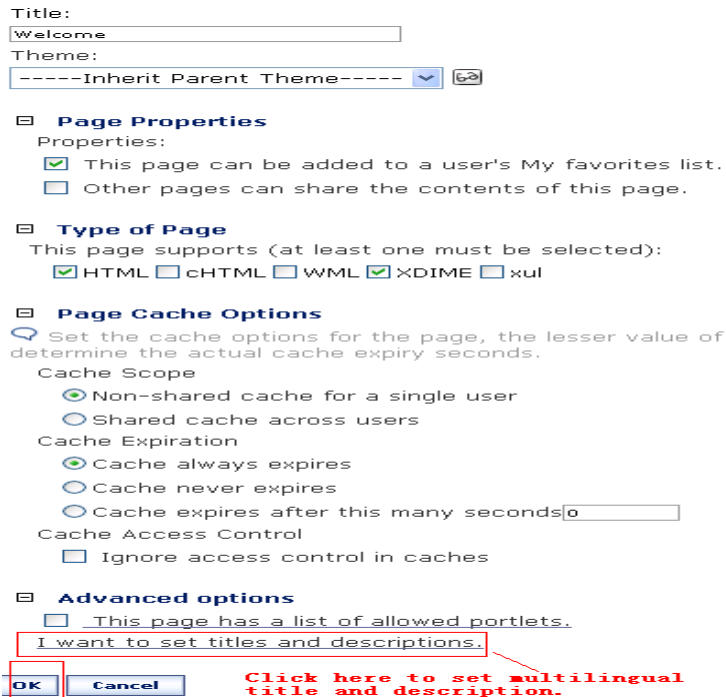 Title:
Welcome
Theme:
-----Inherit Parent Theme-----
Page Properties
Properties:
This page can be added to a user's My favorites list.
Other pages can share the contents of this page.
Type of Page
This page supports (at least one must be selected):
HTML cHTML WML XDIME xul
Page Cache Options
Set the cache options for the page, the lesser value of
determine the actual cache expiry seconds.
Cache Scope
Non-shared cache for a single user
Shared cache across users
Cache Expiration
Cache always expires
Cache never expires
Cache expires after this many seconds 0
Cache Access Control
Ignore access control in caches
Advanced options
This page has a list of allowed portlets.
I want to set titles and descriptions.
OK Cancel
Click here to set multilingual
title and description.